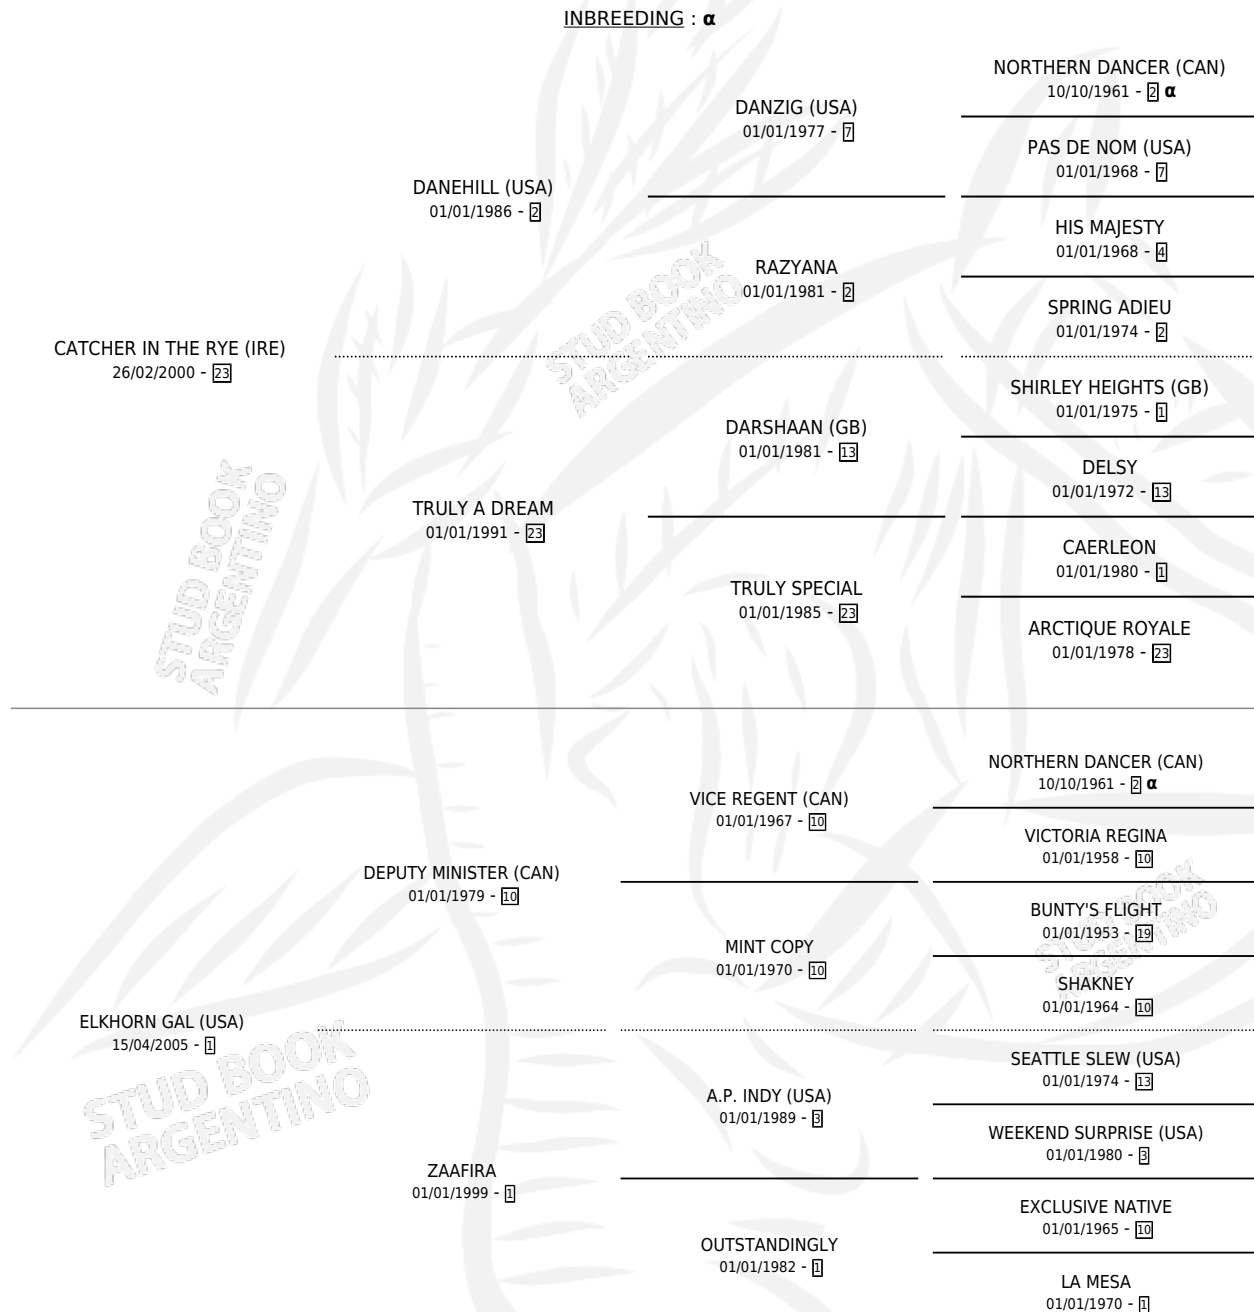 INBREEDING : α
NORTHERN DANCER (CAN)
10/10/1961 - 2 α
DANZIG (USA)
01/01/1977 - 7
PAS DE NOM (USA)
01/01/1968 - 7
DANEHILL (USA)
01/01/1986 - 2
HIS MAJESTY
01/01/1968 - 4
RAZYANA
01/01/1981 - 2
SPRING ADIEU
01/01/1974 - 2
CATCHER IN THE RYE (IRE)
26/02/2000 - 23
SHIRLEY HEIGHTS (GB)
01/01/1975 - 1
DARSHAAN (GB)
01/01/1981 - 13
DELSY
01/01/1972 - 13
TRULY A DREAM
01/01/1991 - 23
CAERLEON
01/01/1980 - 1
TRULY SPECIAL
01/01/1985 - 23
ARCTIQUE ROYALE
01/01/1978 - 23
NORTHERN DANCER (CAN)
10/10/1961 - 2 α
VICE REGENT (CAN)
01/01/1967 - 10
VICTORIA REGINA
01/01/1958 - 10
DEPUTY MINISTER (CAN)
01/01/1979 - 10
BUNTY'S FLIGHT
01/01/1953 - 19
MINT COPY
01/01/1970 - 10
SHAKNEY
01/01/1964 - 10
ELKHORN GAL (USA)
15/04/2005 - 1
SEATTLE SLEW (USA)
01/01/1974 - 13
A.P. INDY (USA)
01/01/1989 - 3
WEEKEND SURPRISE (USA)
01/01/1980 - 3
ZAAFIRA
01/01/1999 - 1
EXCLUSIVE NATIVE
01/01/1965 - 10
OUTSTANDINGLY
01/01/1982 - 1
LA MESA
01/01/1970 - 1
STUD BOOK
ARGENTINO
STUD BOOK
ARGENTINO
STUD BOOK
ARGENTINO
STUD BOOK
ARGENTINO